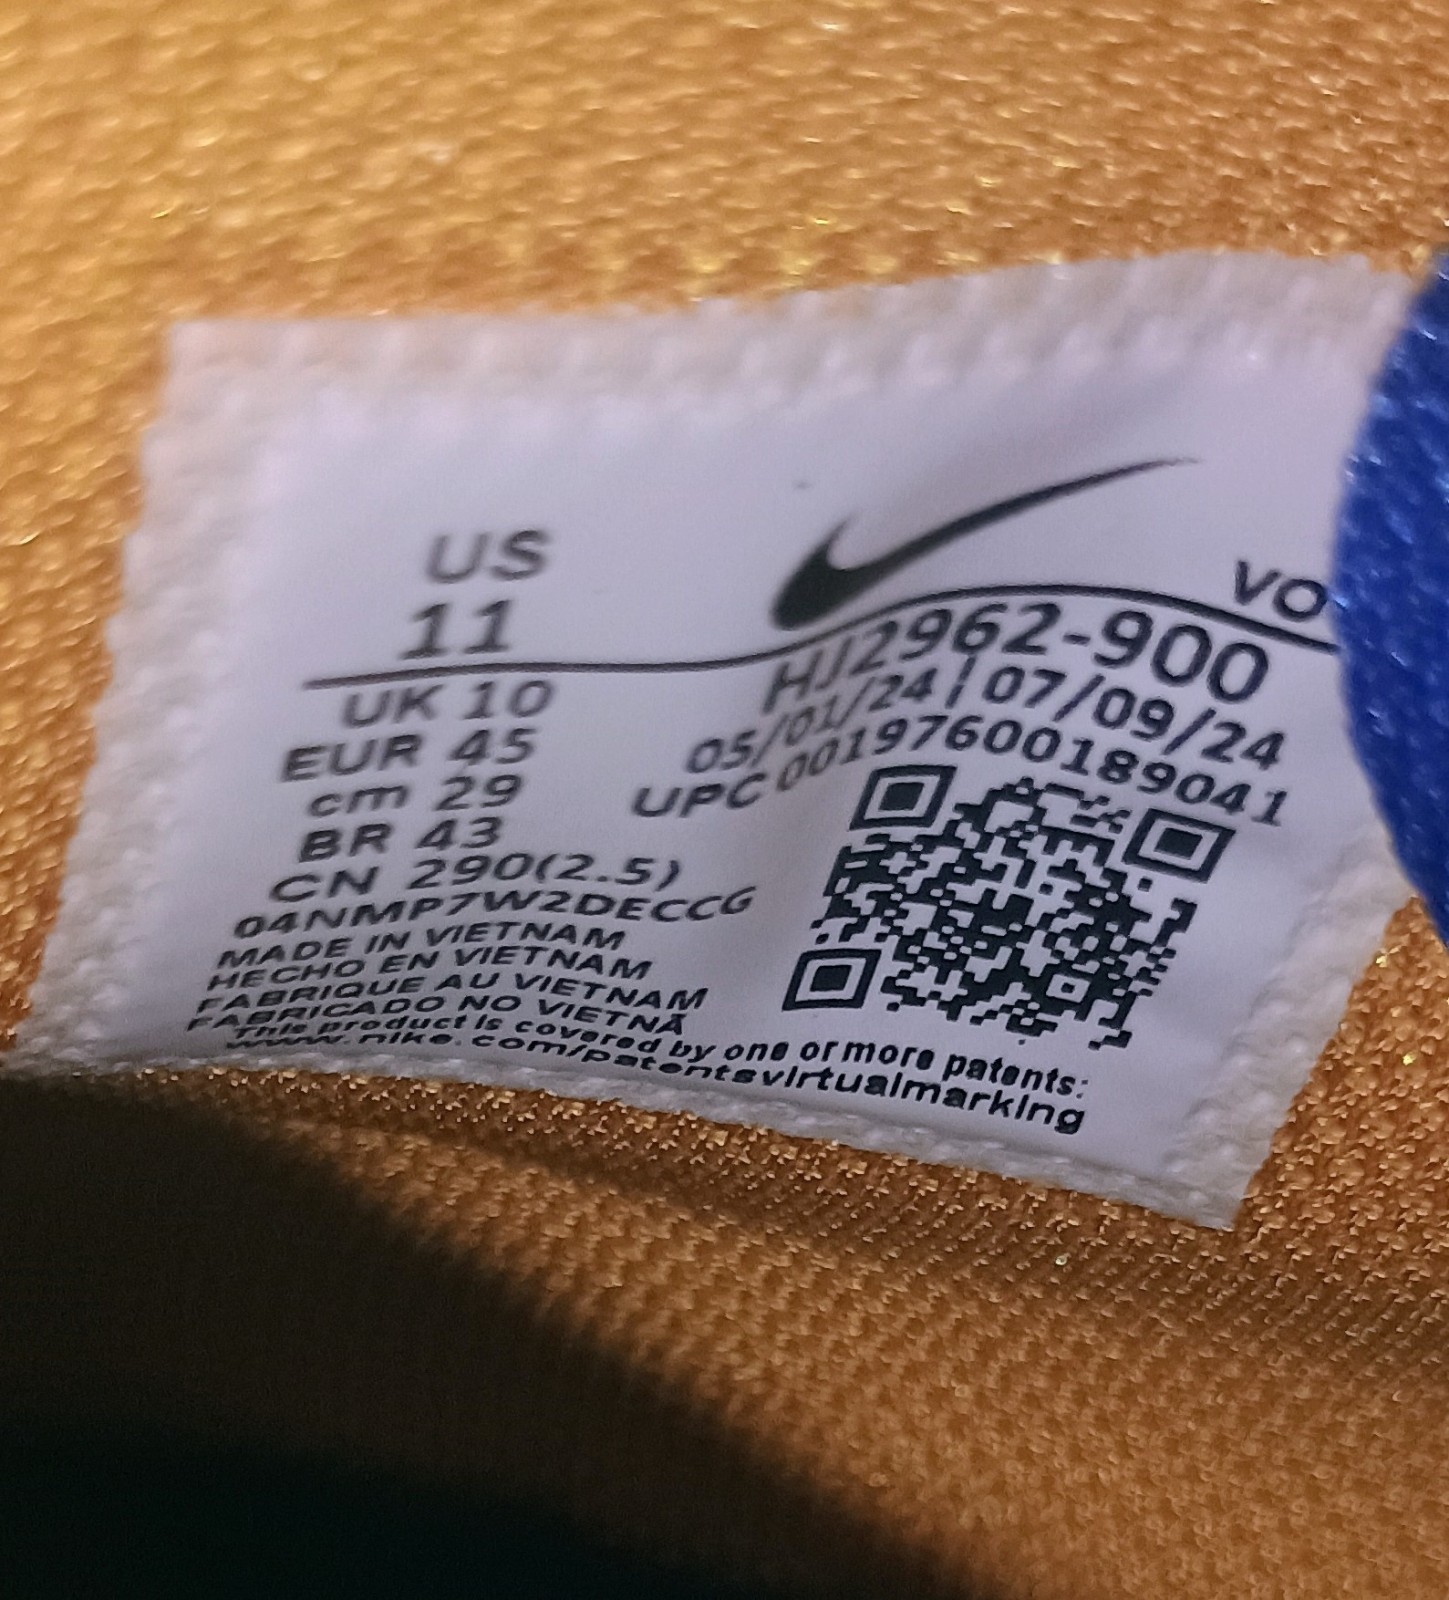 US
11
UK 10
EUR 45
cm 29
BR 43
CN 290(2.5)
04NMP7W2DECCG
MADE IN VIETNAM
HECHO EN VIETNAM
FABRIQUE AU VIETNAM
FABRICADO NO VIETNÃ
This product is covered by one or more patents:
www.nike.com/patentsvirtualmarking
VO
HJ2962-900
05/01/24 | 07/09/24
UPC 00197600189041